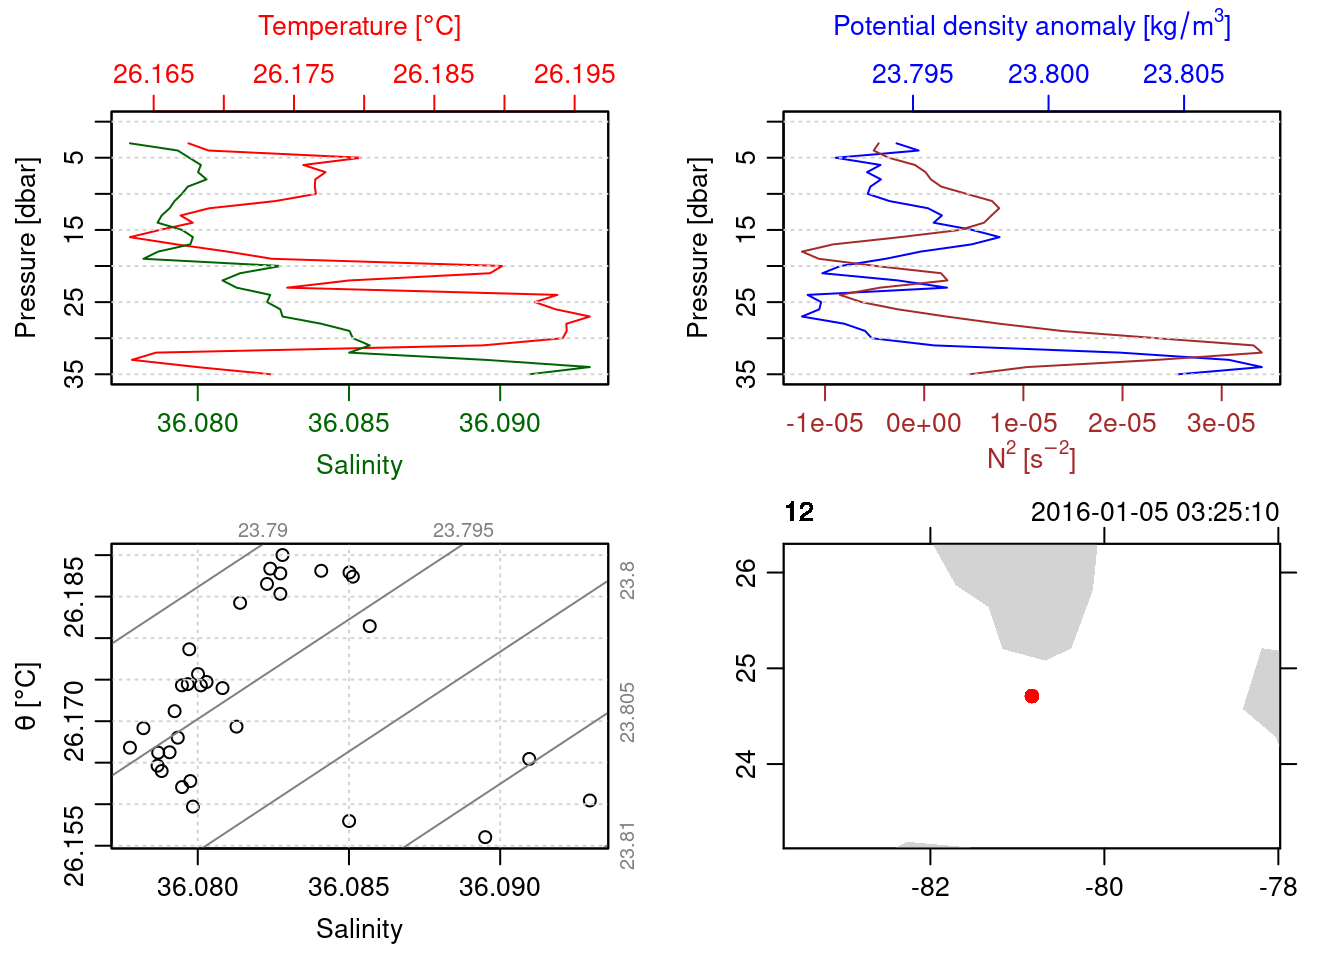 Temperature [°C]
26.165 26.175 26.185 26.195
Pressure [dbar]
5
15
25
35
36.080 36.085 36.090
Salinity
Potential density anomaly [kg/m³]
23.795 23.800 23.805
Pressure [dbar]
5
15
25
35
-1e-05 0e+00 1e-05 2e-05 3e-05
N² [s⁻²]
23.79 23.795
23.8
23.805
23.81
θ [°C]
26.185
26.170
26.155
36.080 36.085 36.090
Salinity
12 2016-01-05 03:25:10
26
25
24
-82 -80 -78